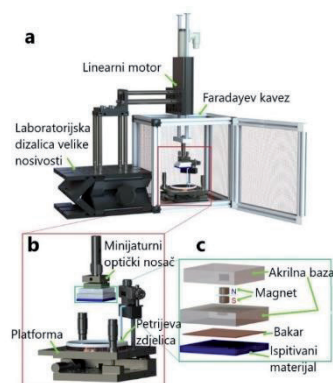 a
Linearni motor
Faradayev kavez
Laboratorijska
dizalica velike
nosivosti
b
Minijaturni
optički nosač
Petrijeva
zdjelica
Platforma
c
Akrilna baza
N
Magnet
S
Bakar
Ispitivani
materijal